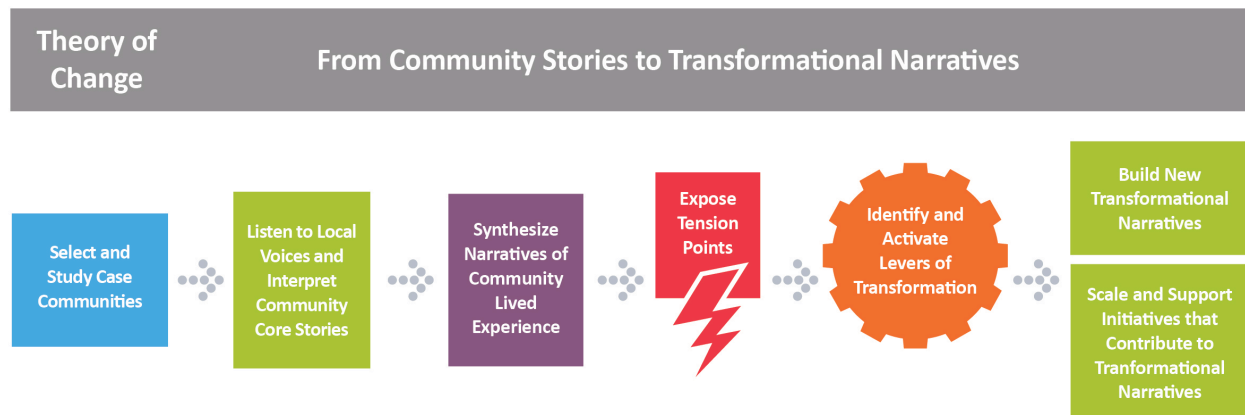 Theory of
Change
From Community Stories to Transformational Narratives
Select and
Study Case
Communities
Listen to Local
Voices and
Interpret
Community
Core Stories
Synthesize
Narratives of
Community
Lived
Experience
Expose
Tension
Points
Identify and
Activate
Levers of
Transformation
Build New
Transformational
Narratives
Scale and Support
Initiatives that
Contribute to
Tranformational
Narratives